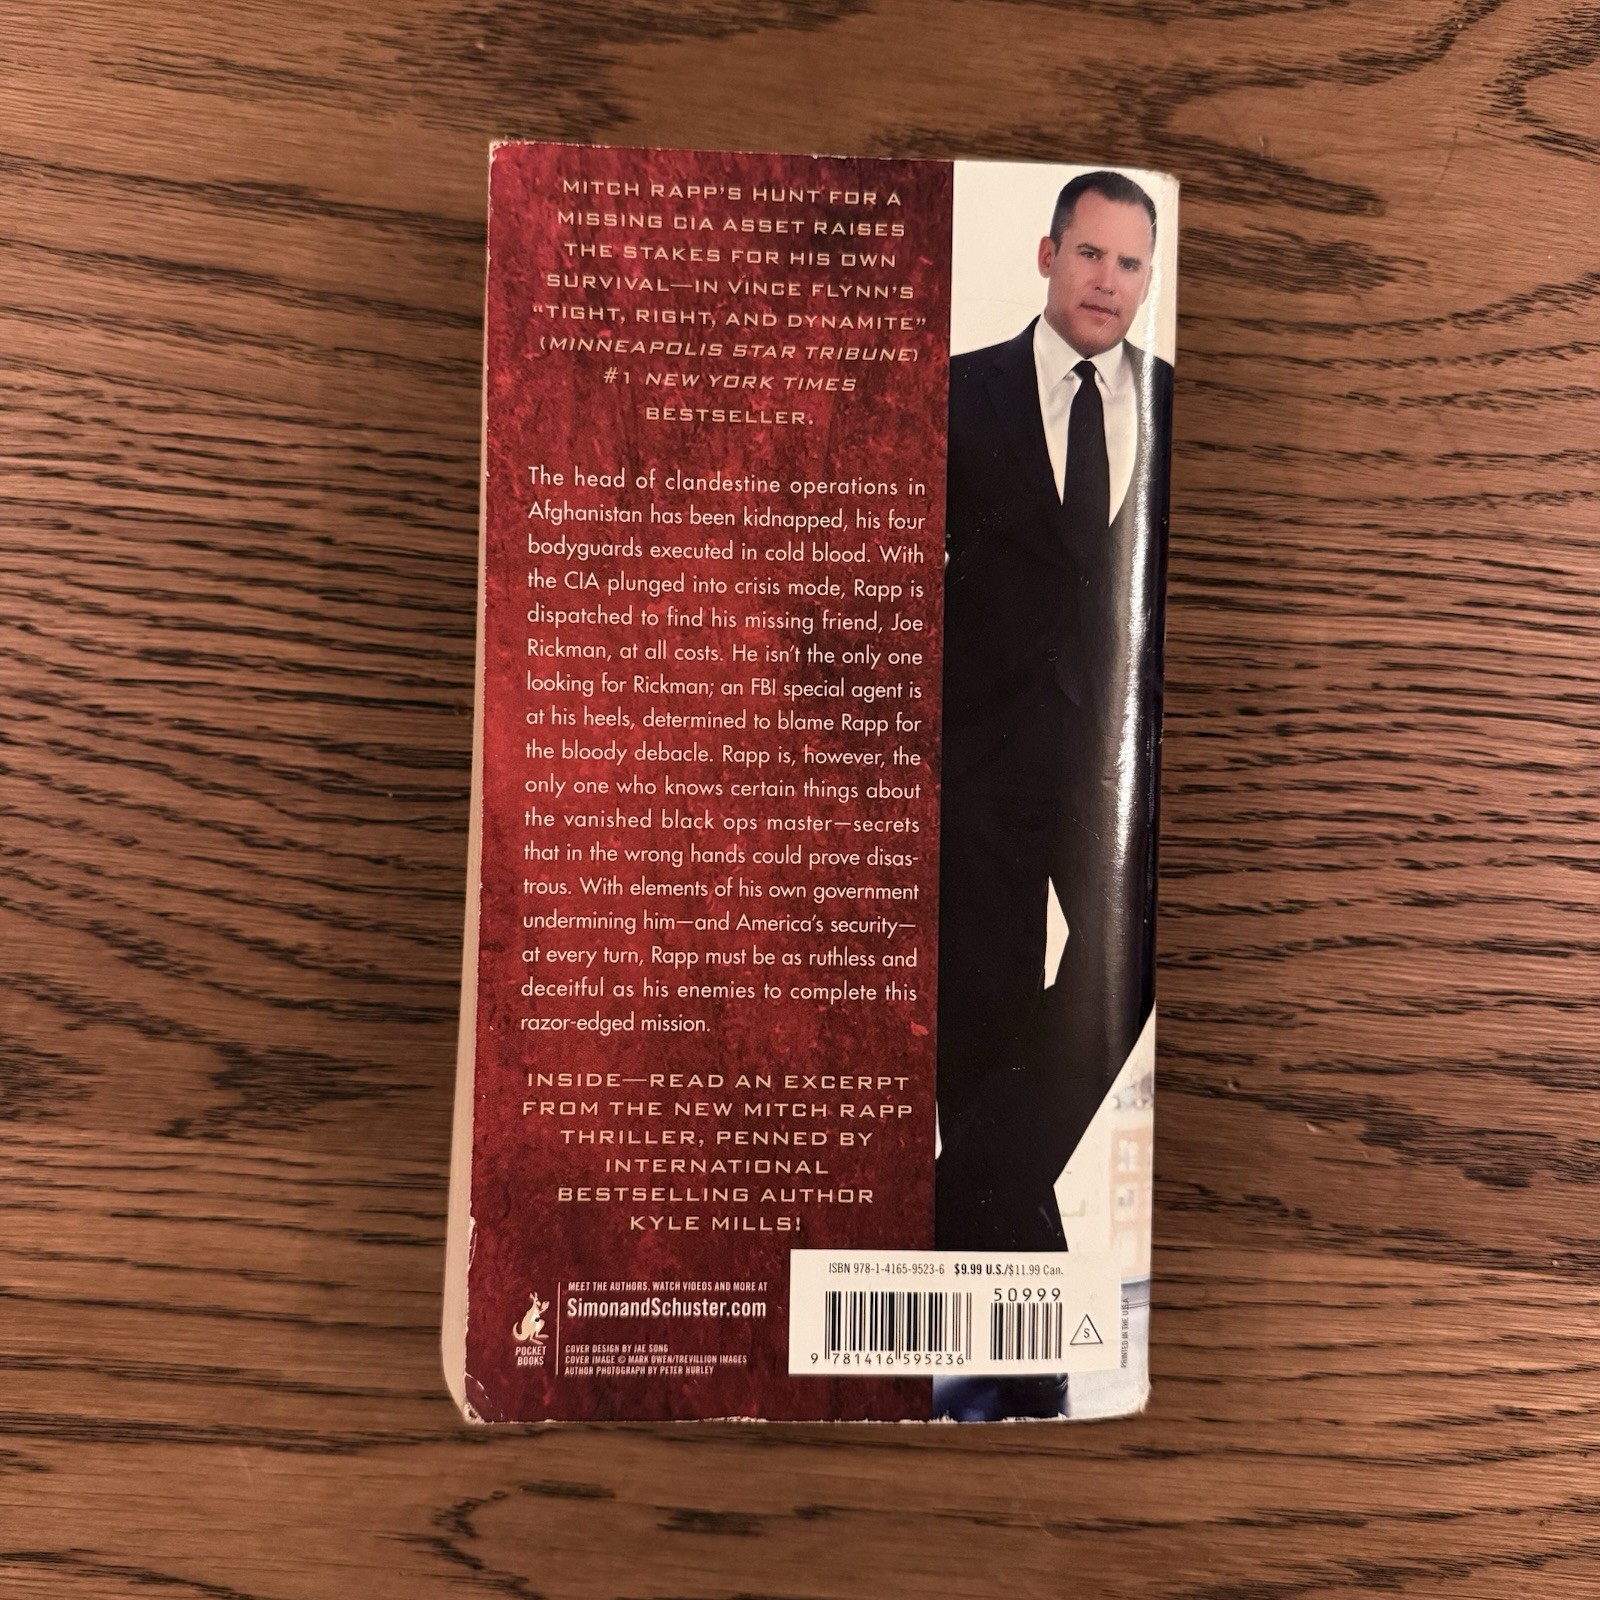 MITCH RAPP'S HUNT FOR A
MISSING CIA ASSET RAISES
THE STAKES FOR HIS OWN
SURVIVAL—IN VINCE FLYNN'S
“TIGHT, RIGHT, AND DYNAMITE”
(MINNEAPOLIS STAR TRIBUNE)
#1 NEW YORK TIMES
BESTSELLER.
The head of clandestine operations in
Afghanistan has been kidnapped, his four
bodyguards executed in cold blood. With
the CIA plunged into crisis mode, Rapp is
dispatched to find his missing friend, Joe
Rickman, at all costs. He isn't the only one
looking for Rickman; an FBI special agent is
at his heels, determined to blame Rapp for
the bloody debacle. Rapp is, however, the
only one who knows certain things about
the vanished black ops master—secrets
that in the wrong hands could prove disas-
trous. With elements of his own government
undermining him—and America's security—
at every turn, Rapp must be as ruthless and
deceitful as his enemies to complete this
razor-edged mission.
INSIDE—READ AN EXCERPT
FROM THE NEW MITCH RAPP
THRILLER, PENNED BY
INTERNATIONAL
BESTSELLING AUTHOR
KYLE MILLS!
MEET THE AUTHORS, WATCH VIDEOS AND MORE AT
SimonandSchuster.com
POCKET
BOOKS
COVER DESIGN BY JAE SONG
COVER IMAGE © MARK OWEN/TREVILLION IMAGES
AUTHOR PHOTOGRAPH BY PETER HURLEY
ISBN 978-1-4165-9523-6 $9.99 U.S./$11.99 Can.
50999
9 781416 595236
S
PRINTED IN THE U.S.A.